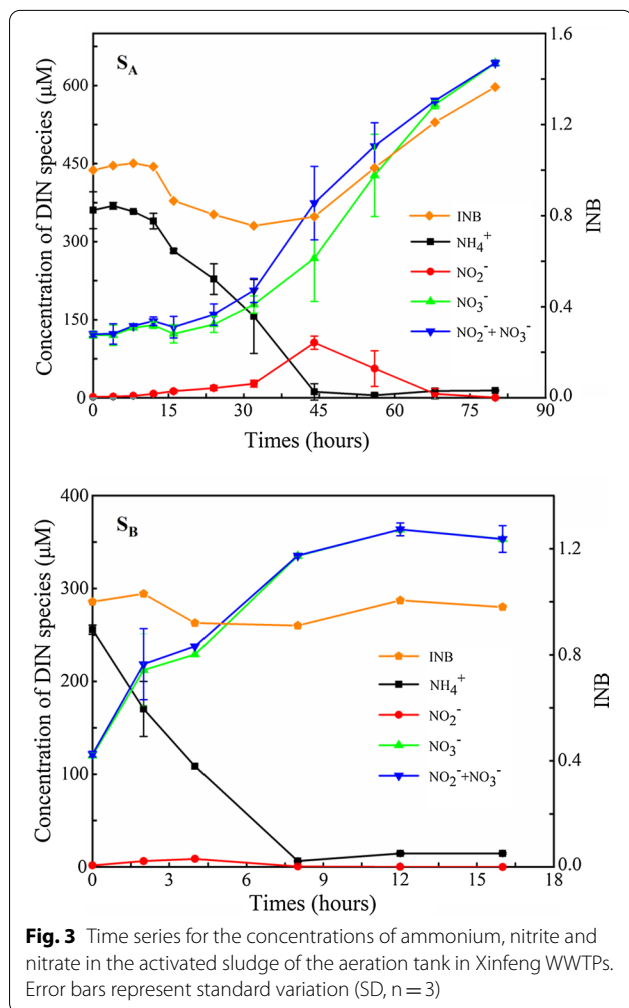 S_A
Concentration of DIN species (μM)
600
450
300
150
0
1.6
1.2
0.8
0.4
0.0
INB
INB
NH₄⁺
NO₂⁻
NO₃⁻
NO₂⁻+ NO₃⁻
0 15 30 45 60 75 90
Times (hours)
S_B
Concentration of DIN species (μM)
400
300
200
100
0
1.2
0.8
0.4
0.0
INB
INB
NH₄⁺
NO₂⁻
NO₃⁻
NO₂⁻+NO₃⁻
0 3 6 9 12 15 18
Times (hours)
Fig. 3 Time series for the concentrations of ammonium, nitrite and
nitrate in the activated sludge of the aeration tank in Xinfeng WWTPs.
Error bars represent standard variation (SD, n = 3)